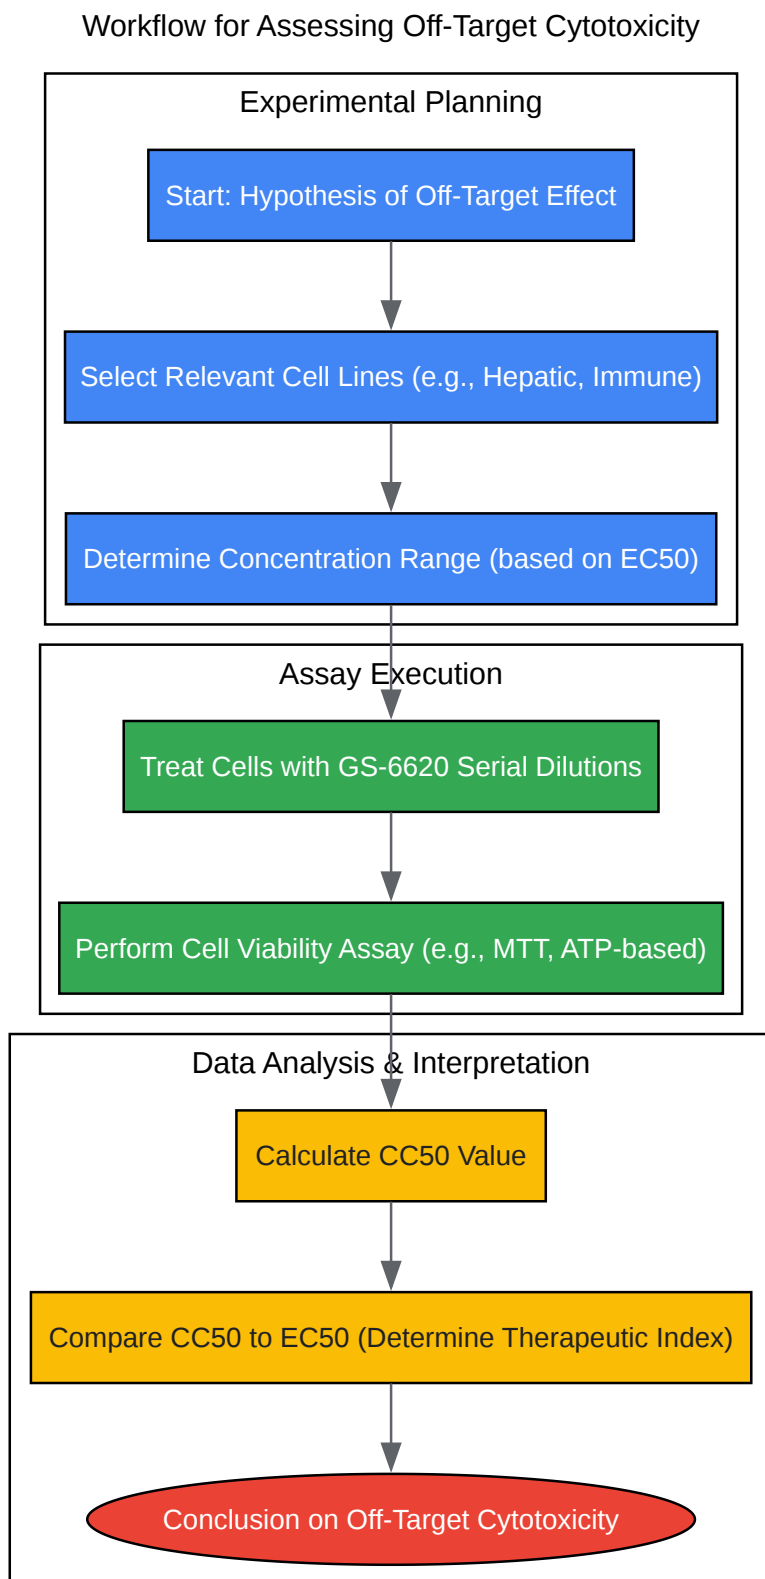 Workflow for Assessing Off-Target Cytotoxicity
Experimental Planning
Start: Hypothesis of Off-Target Effect
Select Relevant Cell Lines (e.g., Hepatic, Immune)
Determine Concentration Range (based on EC50)
Assay Execution
Treat Cells with GS-6620 Serial Dilutions
Perform Cell Viability Assay (e.g., MTT, ATP-based)
Data Analysis & Interpretation
Calculate CC50 Value
Compare CC50 to EC50 (Determine Therapeutic Index)
Conclusion on Off-Target Cytotoxicity